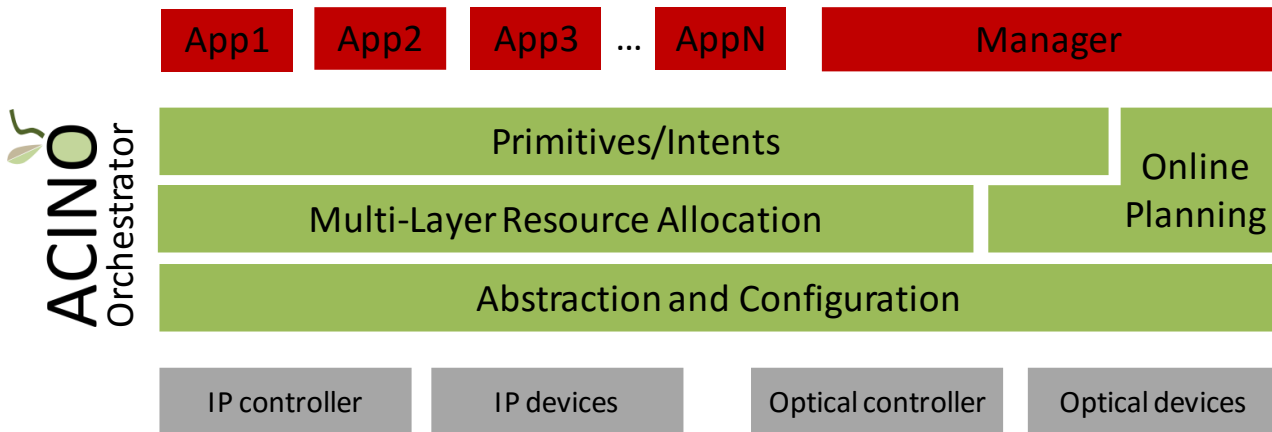 App1 App2 App3 ... AppN Manager
ACINO
Orchestrator
Primitives/Intents
Online
Planning
Multi-Layer Resource Allocation
Abstraction and Configuration
IP controller IP devices Optical controller Optical devices